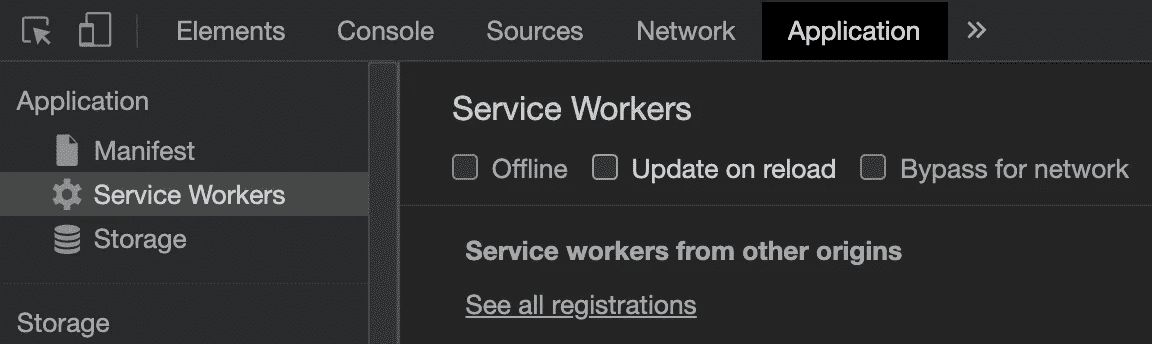 Elements Console Sources Network Application »
Application
Manifest
Service Workers
Storage
Storage
Service Workers
Offline Update on reload Bypass for network
Service workers from other origins
See all registrations